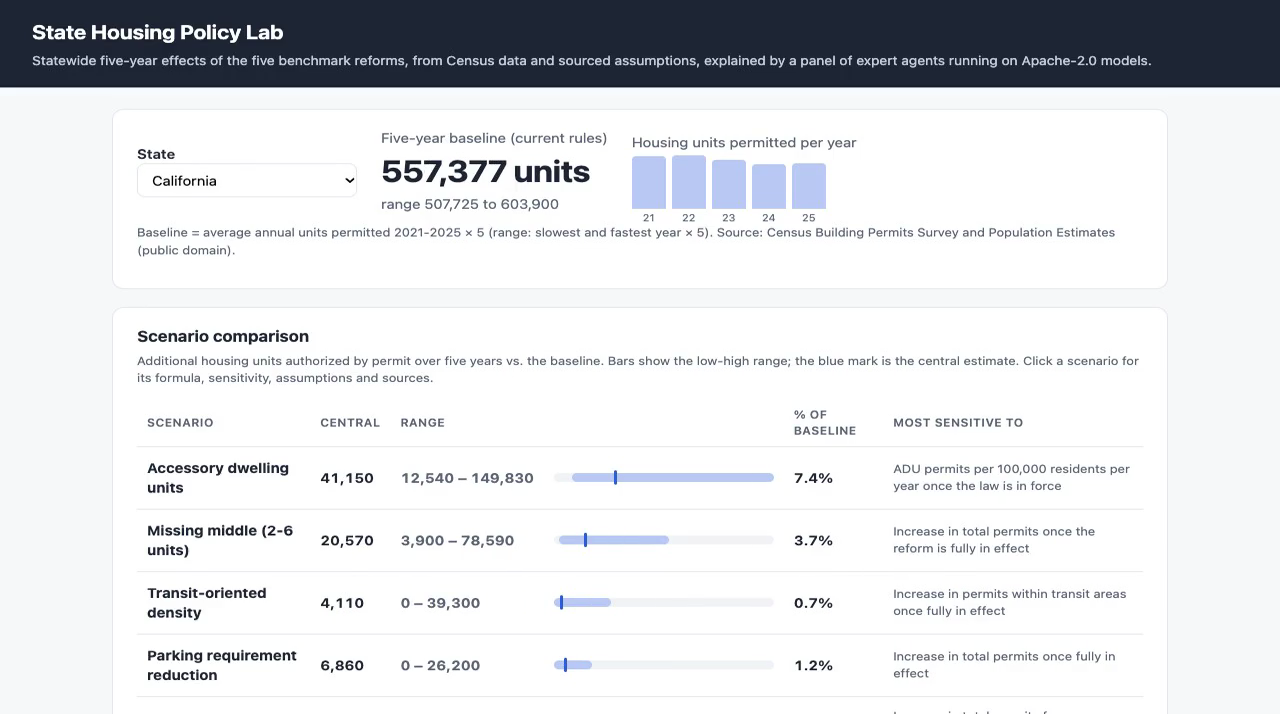 State Housing Policy Lab
Statewide five-year effects of the five benchmark reforms, from Census data and sourced assumptions, explained by a panel of expert agents running on Apache-2.0 models.
State
California
Five-year baseline (current rules)
557,377 units
range 507,725 to 603,900
Housing units permitted per year
21 22 23 24 25
Baseline = average annual units permitted 2021-2025 × 5 (range: slowest and fastest year × 5). Source: Census Building Permits Survey and Population Estimates
(public domain).
Scenario comparison
Additional housing units authorized by permit over five years vs. the baseline. Bars show the low-high range; the blue mark is the central estimate. Click a scenario for
its formula, sensitivity, assumptions and sources.
SCENARIO CENTRAL RANGE % OF BASELINE MOST SENSITIVE TO
Accessory dwelling
units
41,150 12,540 – 149,830 7.4%
ADU permits per 100,000 residents per
year once the law is in force
Missing middle (2-6
units)
20,570 3,900 – 78,590 3.7%
Increase in total permits once the
reform is fully in effect
Transit-oriented
density
4,110 0 – 39,300 0.7%
Increase in permits within transit areas
once fully in effect
Parking requirement
reduction
6,860 0 – 26,200 1.2%
Increase in total permits once fully in
effect